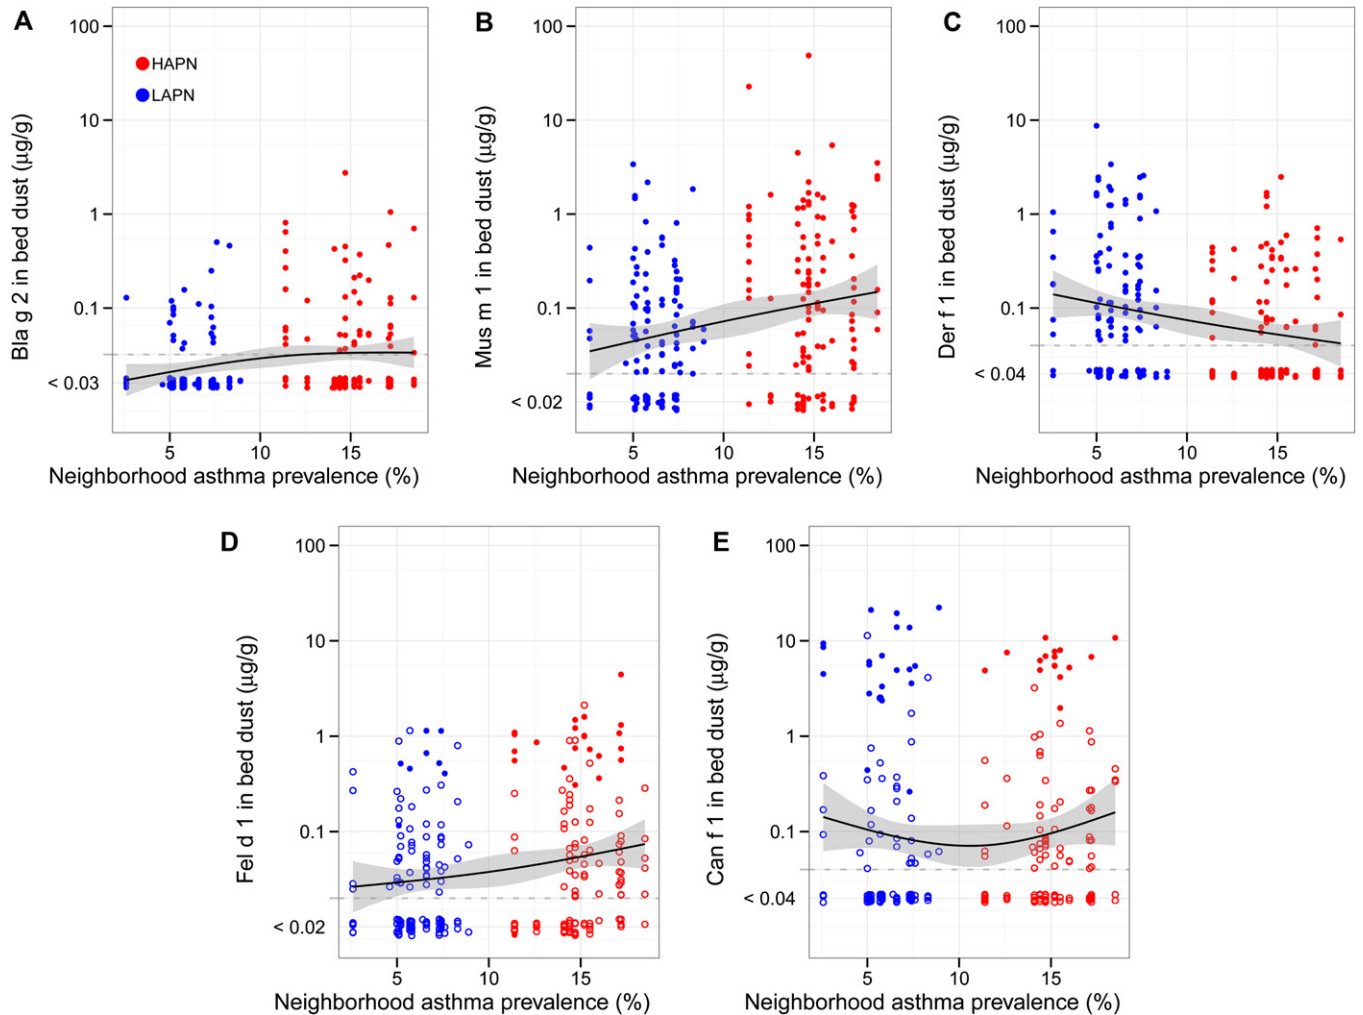 A
Bla g 2 in bed dust (µg/g)
100
10
1
0.1
< 0.03
HAPN
LAPN
5
10
15
Neighborhood asthma prevalence (%)
B
Mus m 1 in bed dust (µg/g)
100
10
1
0.1
< 0.02
5
10
15
Neighborhood asthma prevalence (%)
C
Der f 1 in bed dust (µg/g)
100
10
1
0.1
< 0.04
5
10
15
Neighborhood asthma prevalence (%)
D
Fel d 1 in bed dust (µg/g)
100
10
1
0.1
< 0.02
5
10
15
Neighborhood asthma prevalence (%)
E
Can f 1 in bed dust (µg/g)
100
10
1
0.1
< 0.04
5
10
15
Neighborhood asthma prevalence (%)